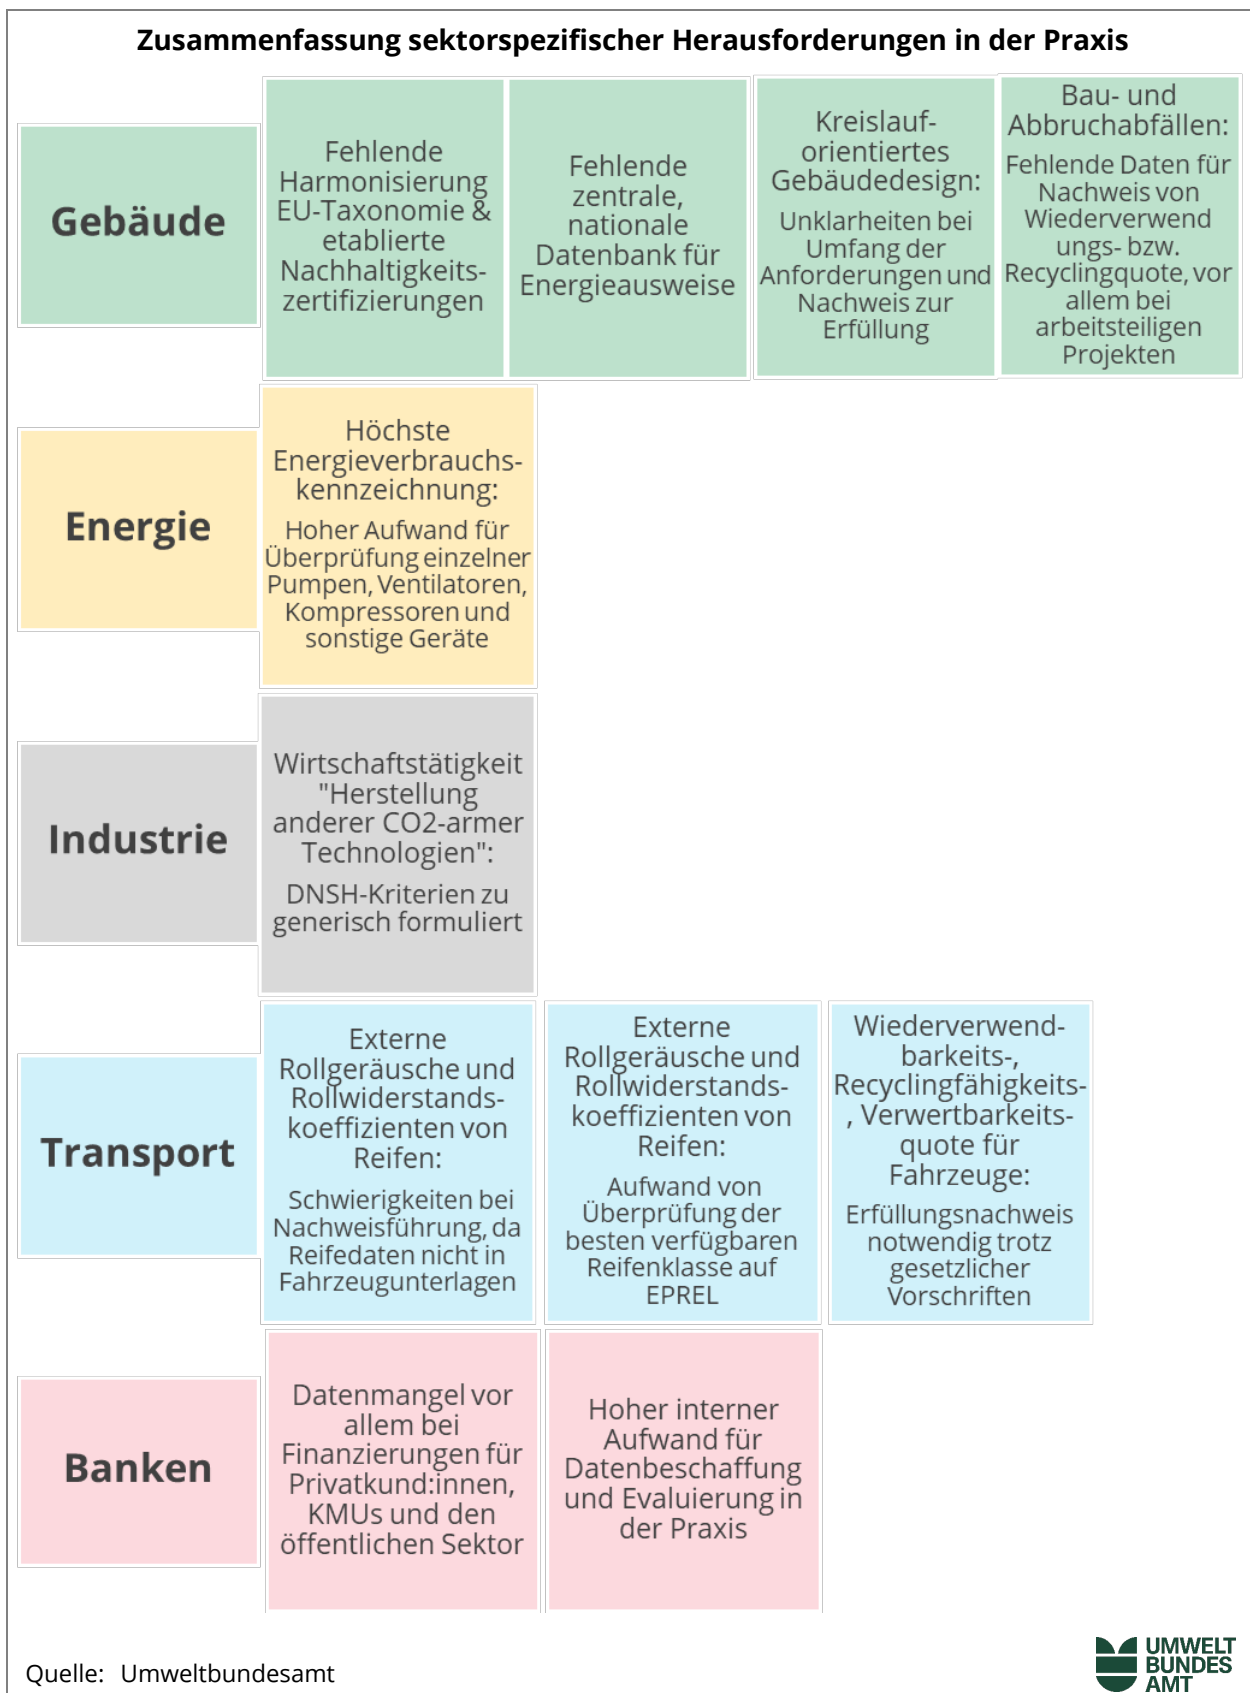 Zusammenfassung sektorspezifischer Herausforderungen in der Praxis
Gebäude
Fehlende
Harmonisierung
EU-Taxonomie &
etablierte
Nachhaltigkeits-
zertifizierungen
Fehlende
zentrale,
nationale
Datenbank für
Energieausweise
Kreislauf-
orientiertes
Gebäudedesign:
Unklarheiten bei
Umfang der
Anforderungen und
Nachweis zur
Erfüllung
Bau- und
Abbruchabfällen:
Fehlende Daten für
Nachweis von
Wiederverwend
ungs- bzw.
Recyclingquote, vor
allem bei
arbeitsteiligen
Projekten
Energie
Höchste
Energieverbrauchs-
kennzeichnung:
Hoher Aufwand für
Überprüfung einzelner
Pumpen, Ventilatoren,
Kompressoren und
sonstige Geräte
Industrie
Wirtschaftstätigkeit
"Herstellung
anderer CO2-armer
Technologien":
DNSH-Kriterien zu
generisch formuliert
Transport
Externe
Rollgeräusche und
Rollwiderstands-
koeffizienten von
Reifen:
Schwierigkeiten bei
Nachweisführung, da
Reifedaten nicht in
Fahrzeugunterlagen
Externe
Rollgeräusche und
Rollwiderstands-
koeffizienten von
Reifen:
Aufwand von
Überprüfung der
besten verfügbaren
Reifenklasse auf
EPREL
Wiederverwend-
barkeits-,
Recyclingfähigkeits-
, Verwertbarkeits-
quote für
Fahrzeuge:
Erfüllungsnachweis
notwendig trotz
gesetzlicher
Vorschriften
Banken
Datenmangel vor
allem bei
Finanzierungen für
Privatkund:innen,
KMUs und den
öffentlichen Sektor
Hoher interner
Aufwand für
Datenbeschaffung
und Evaluierung in
der Praxis
Quelle: Umweltbundesamt
UMWELT
BUNDES
AMT